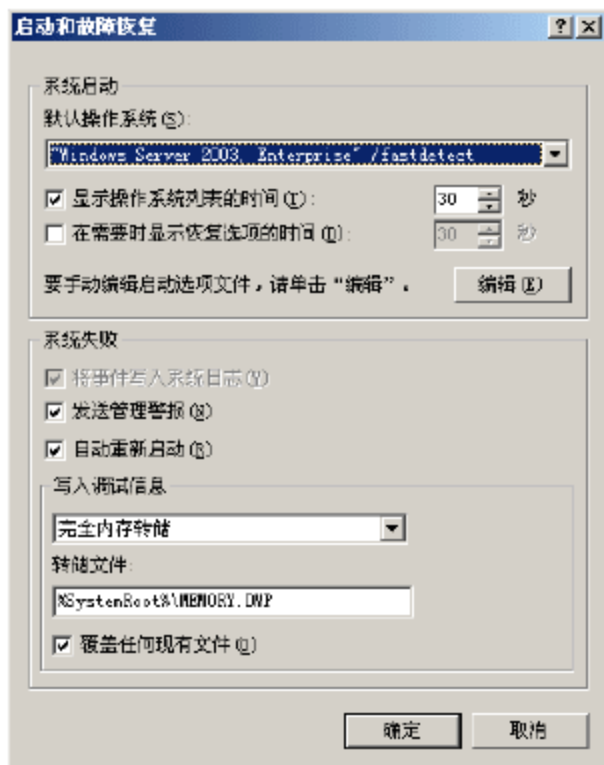 启动和故障恢复
系统启动
默认操作系统(S):
"Windows Server 2003, Enterprise" /fastdetect
显示操作系统列表的时间(T): 30 秒
在需要时显示恢复选项的时间(D): 30 秒
要手动编辑启动选项文件，请单击“编辑”。 编辑(E)
系统失败
将事件写入系统日志(V)
发送管理警报(N)
自动重新启动(R)
写入调试信息
完全内存转储
转储文件:
%SystemRoot%\MEMORY.DMP
覆盖任何现有文件(O)
确定 取消